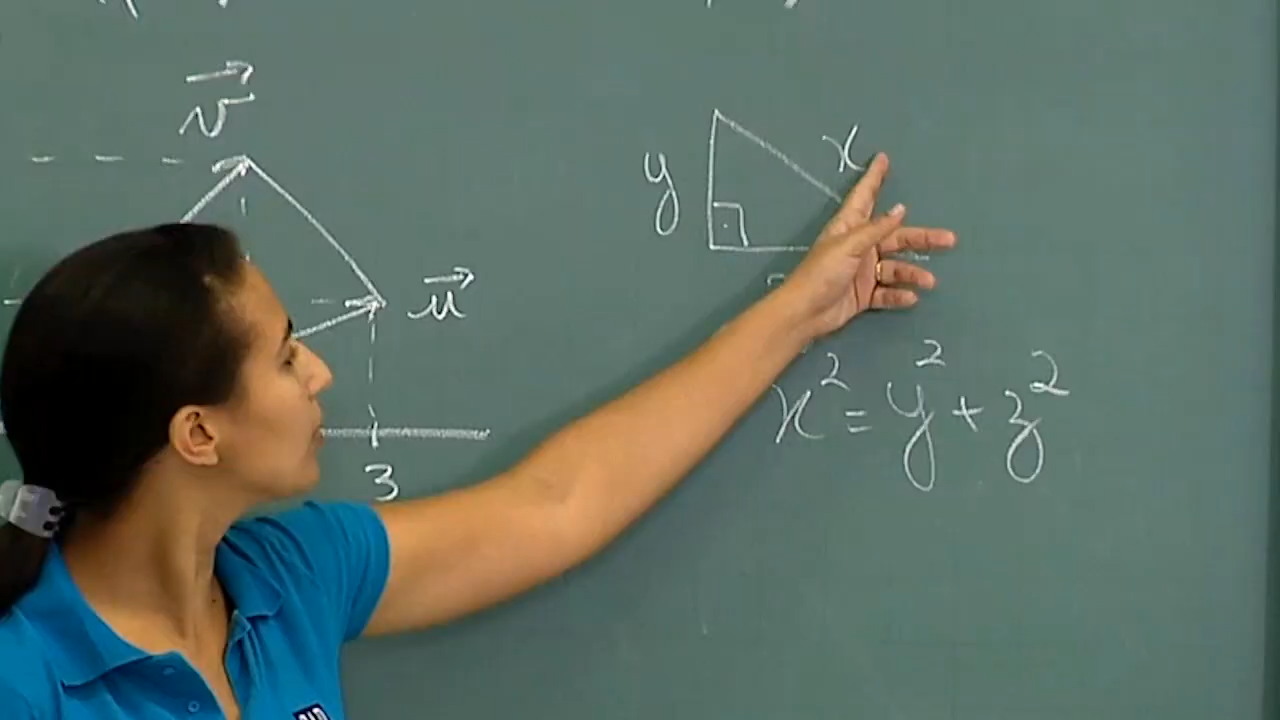 v
u
3
y
x
x² = y² + z²